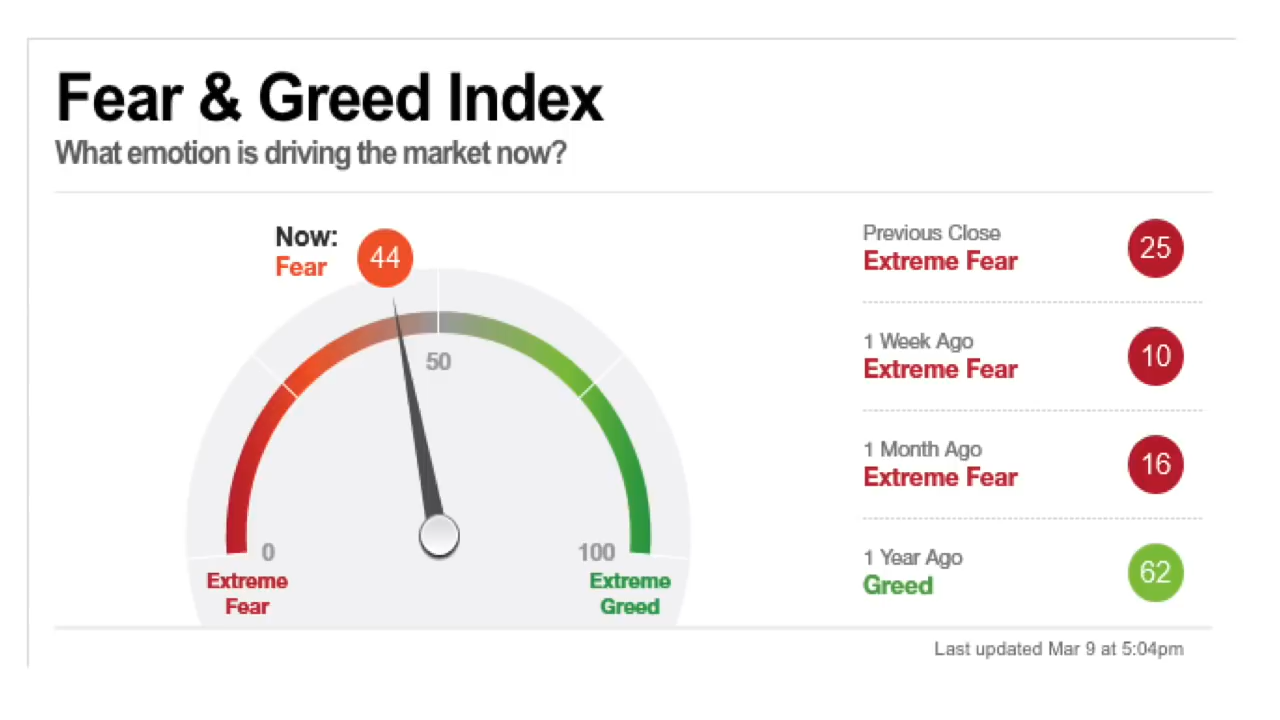 Fear & Greed Index
What emotion is driving the market now?
Now:
Fear
44
50
0
100
Extreme
Fear
Extreme
Greed
Previous Close
Extreme Fear
25
1 Week Ago
Extreme Fear
10
1 Month Ago
Extreme Fear
16
1 Year Ago
Greed
62
Last updated Mar 9 at 5:04pm